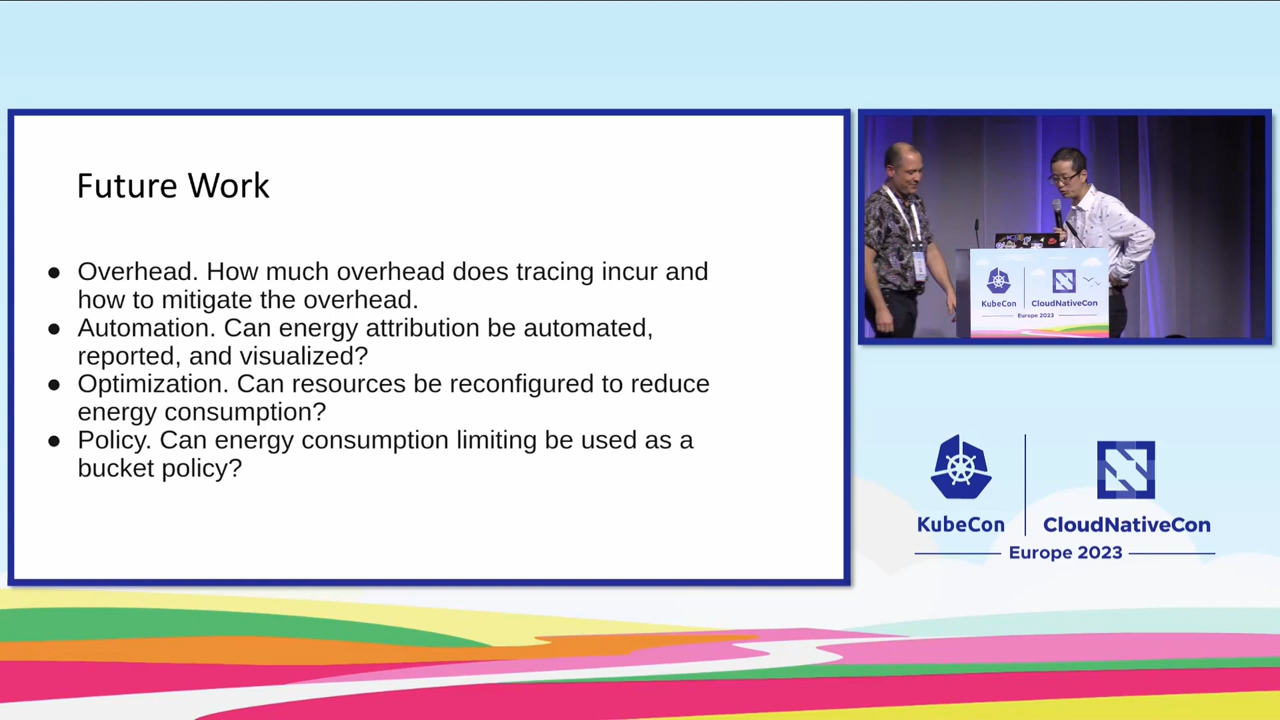 Future Work
● Overhead. How much overhead does tracing incur and
how to mitigate the overhead.
● Automation. Can energy attribution be automated,
reported, and visualized?
● Optimization. Can resources be reconfigured to reduce
energy consumption?
● Policy. Can energy consumption limiting be used as a
bucket policy?
KubeCon
CloudNativeCon
Europe 2023
KubeCon
CloudNativeCon
Europe 2023